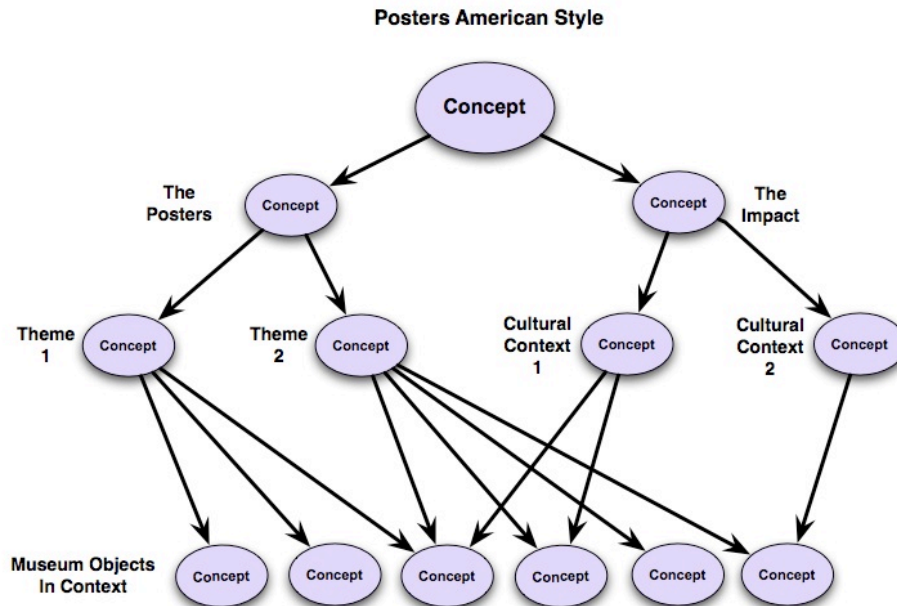 Posters American Style
Concept
The
Posters
Concept
Concept
The
Impact
Theme
1
Concept
Theme
2
Concept
Cultural
Context
1
Concept
Cultural
Context
2
Concept
Museum Objects
In Context
Concept
Concept
Concept
Concept
Concept
Concept